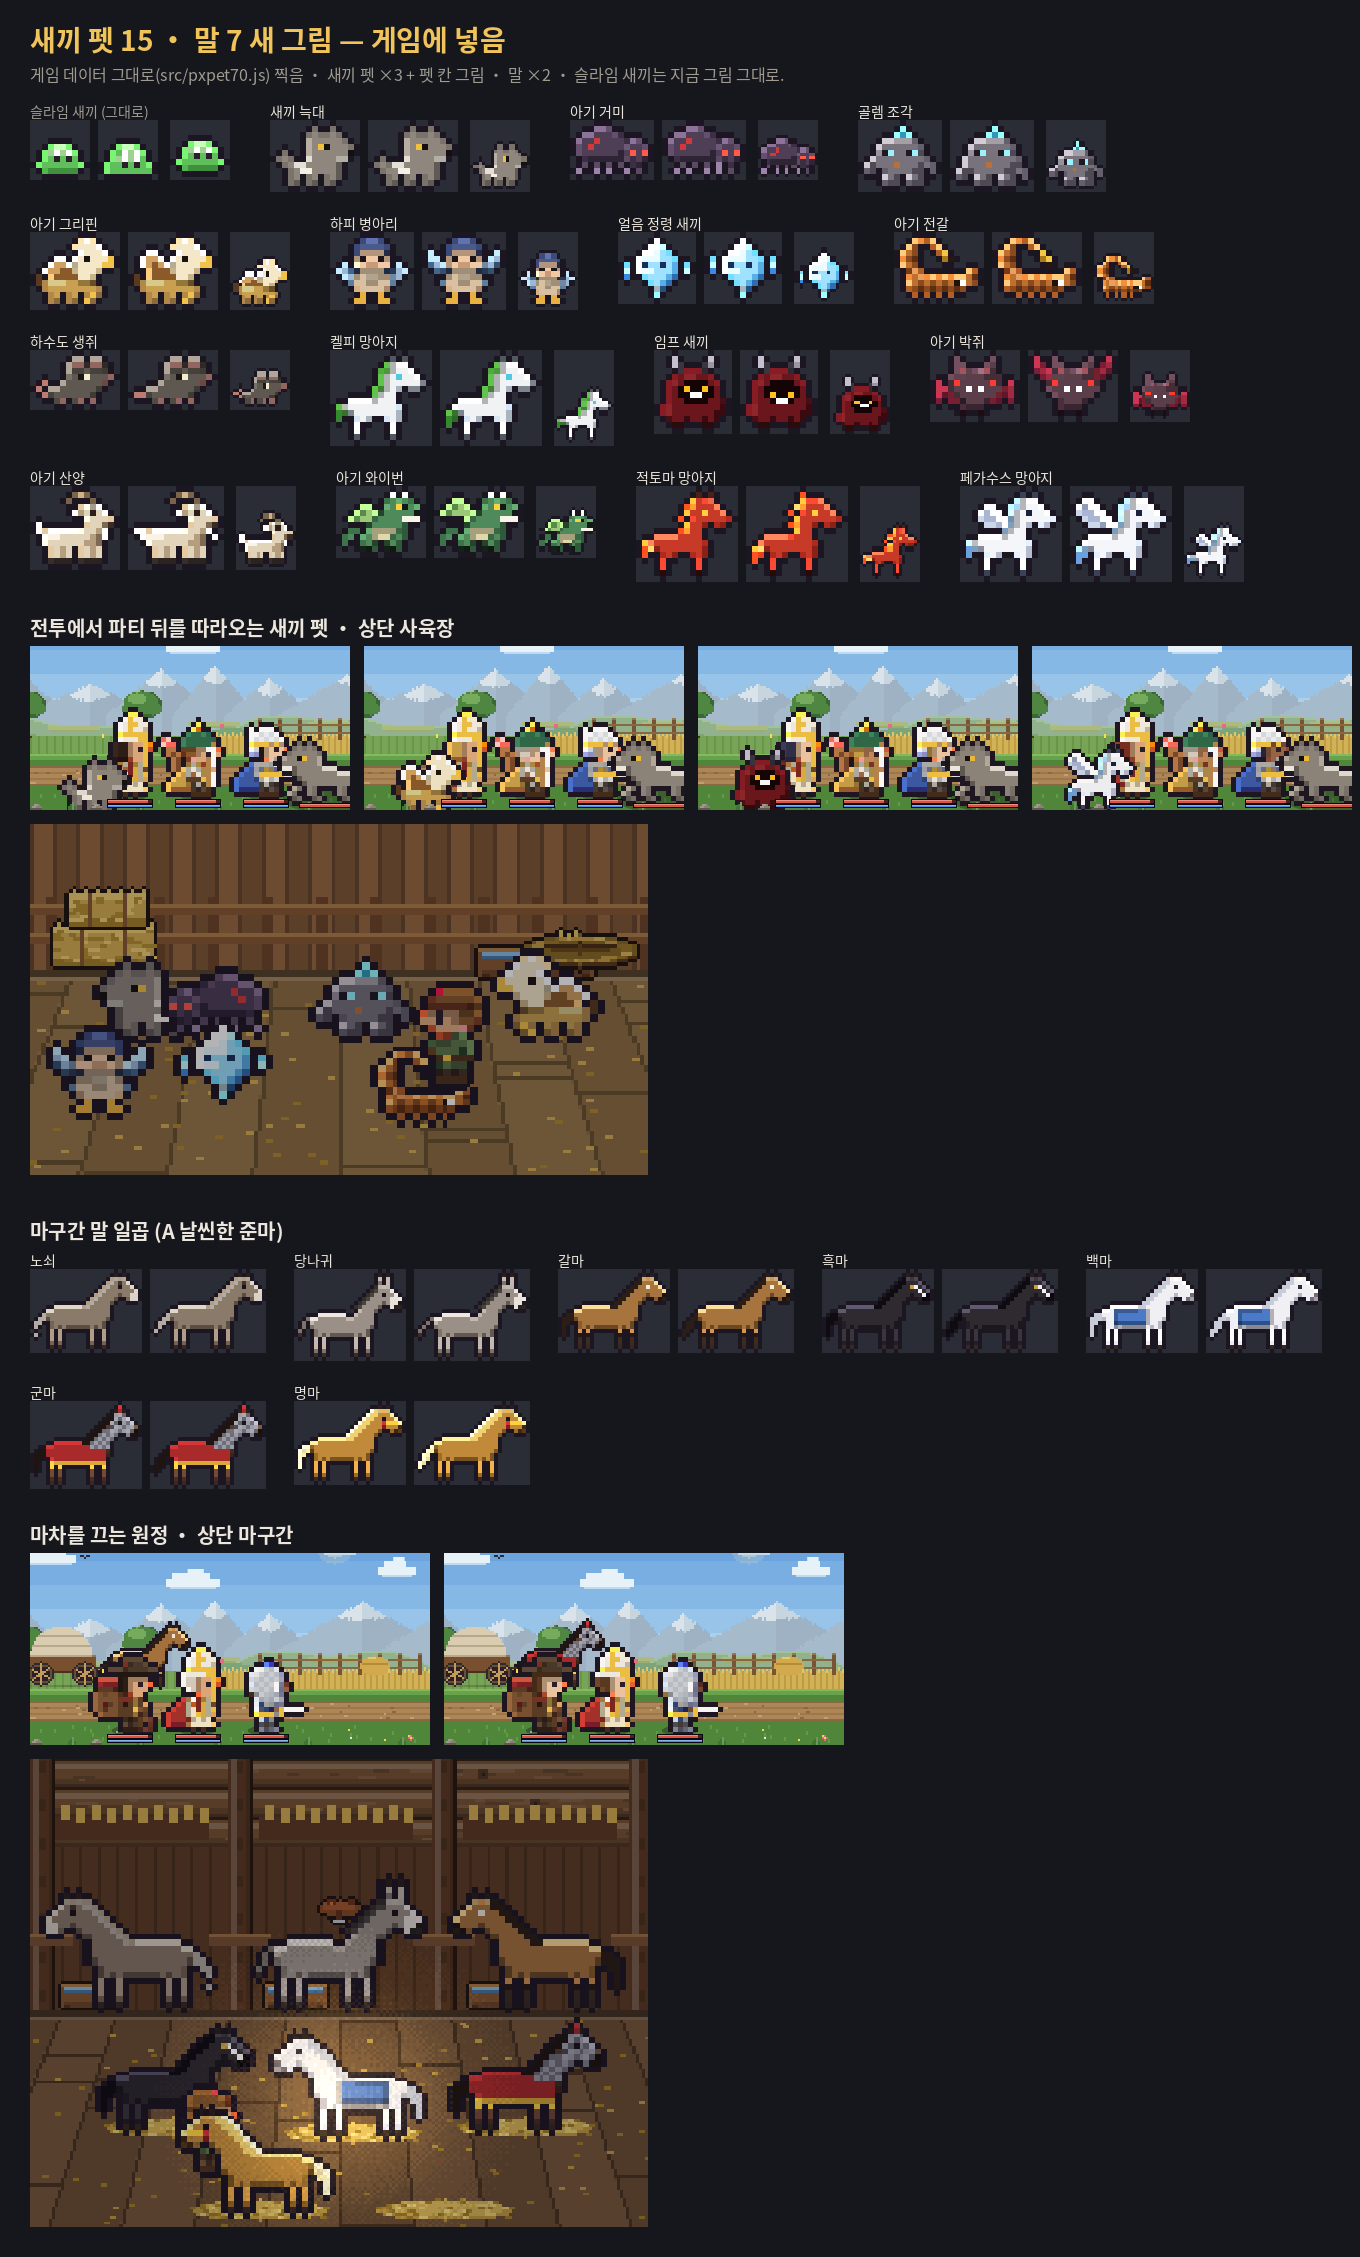 새끼 펫 15 · 말 7 새 그림 — 게임에 넣음
게임 데이터 그대로(src/pxpet70.js) 찍음 · 새끼 펫 ×3 + 펫 칸 그림 · 말 ×2 · 슬라임 새끼는 지금 그림 그대로.
슬라임 새끼 (그대로)
새끼 늑대
아기 거미
골렘 조각
아기 그리핀
하피 병아리
얼음 정령 새끼
아기 전갈
하수도 생쥐
켈피 망아지
임프 새끼
아기 박쥐
아기 산양
아기 와이번
적토마 망아지
페가수스 망아지
전투에서 파티 뒤를 따라오는 새끼 펫 · 상단 사육장
마구간 말 일곱 (A 날씬한 준마)
노쇠
당나귀
갈마
흑마
백마
군마
명마
마차를 끄는 원정 · 상단 마구간